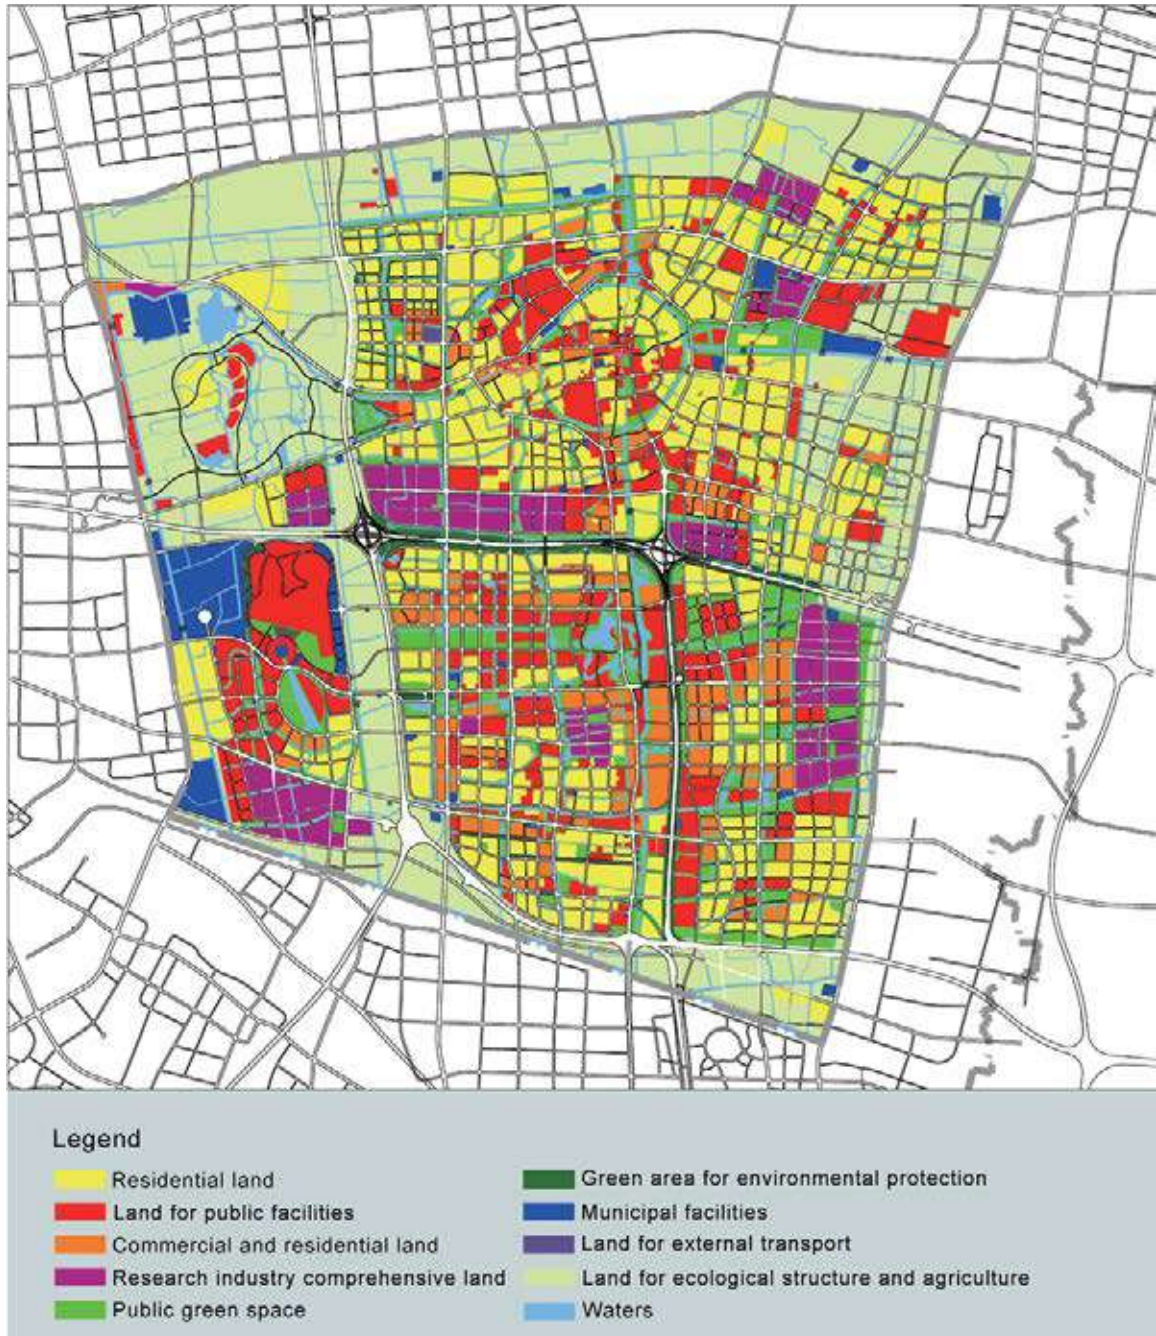 Legend
Residential land
Land for public facilities
Commercial and residential land
Research industry comprehensive land
Public green space
Green area for environmental protection
Municipal facilities
Land for external transport
Land for ecological structure and agriculture
Waters